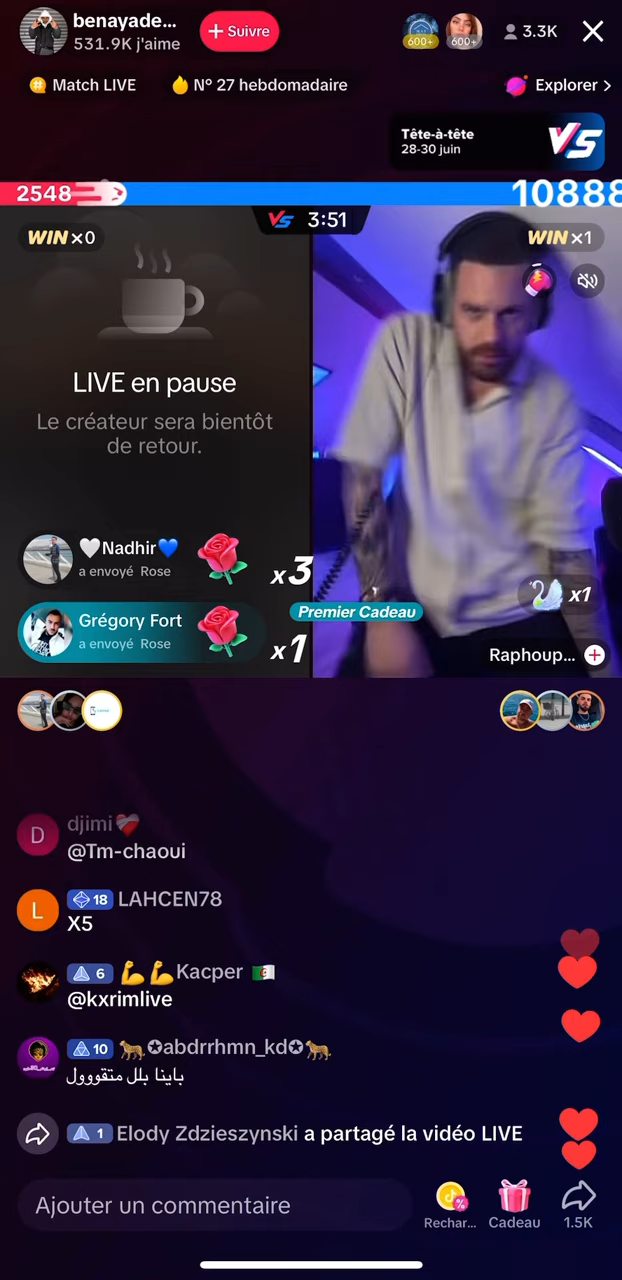 benayade...
531.9K j'aime
+ Suivre
600+
600+
3.3K
Match LIVE
N° 27 hebdomadaire
Explorer >
Tête-à-tête
28-30 juin
VS
2548
10888
VS 3:51
WIN x0
WIN x1
LIVE en pause
Le créateur sera bientôt
de retour.
🤍Nadhir💙
a envoyé Rose
x3
Grégory Fort
a envoyé Rose
x1
Premier Cadeau
x1
Raphoup...
D
djimi❤️‍🩹
@Tm-chaoui
L
18 LAHCEN78
X5
6 💪💪Kacper 🇩🇿
@kxrimlive
10 🐆✪abdrrhmn_kd✪🐆
باينا بلل متقووول
1 Elody Zdzieszynski a partagé la vidéo LIVE
Ajouter un commentaire
Rechar...
Cadeau
1.5K